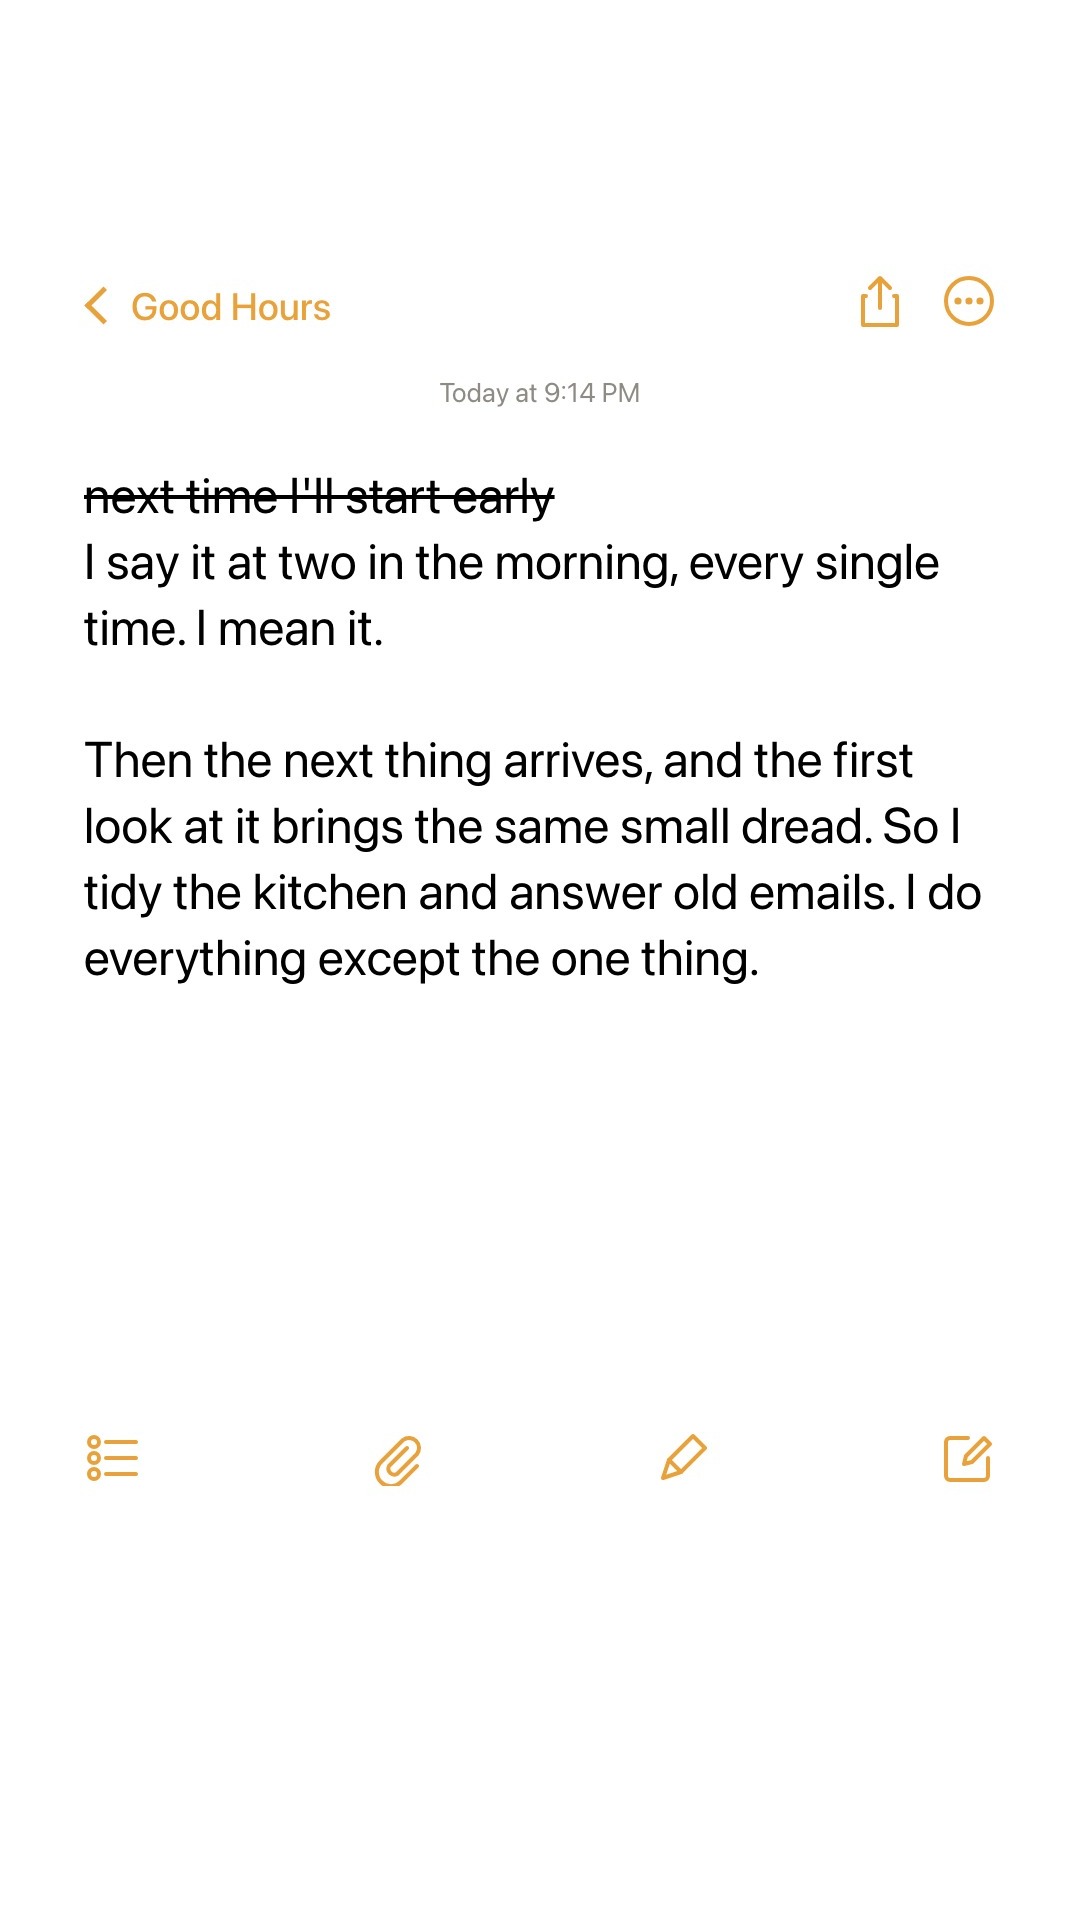 Good Hours
Today at 9:14 PM
next time I'll start early
I say it at two in the morning, every single
time. I mean it.
Then the next thing arrives, and the first
look at it brings the same small dread. So I
tidy the kitchen and answer old emails. I do
everything except the one thing.